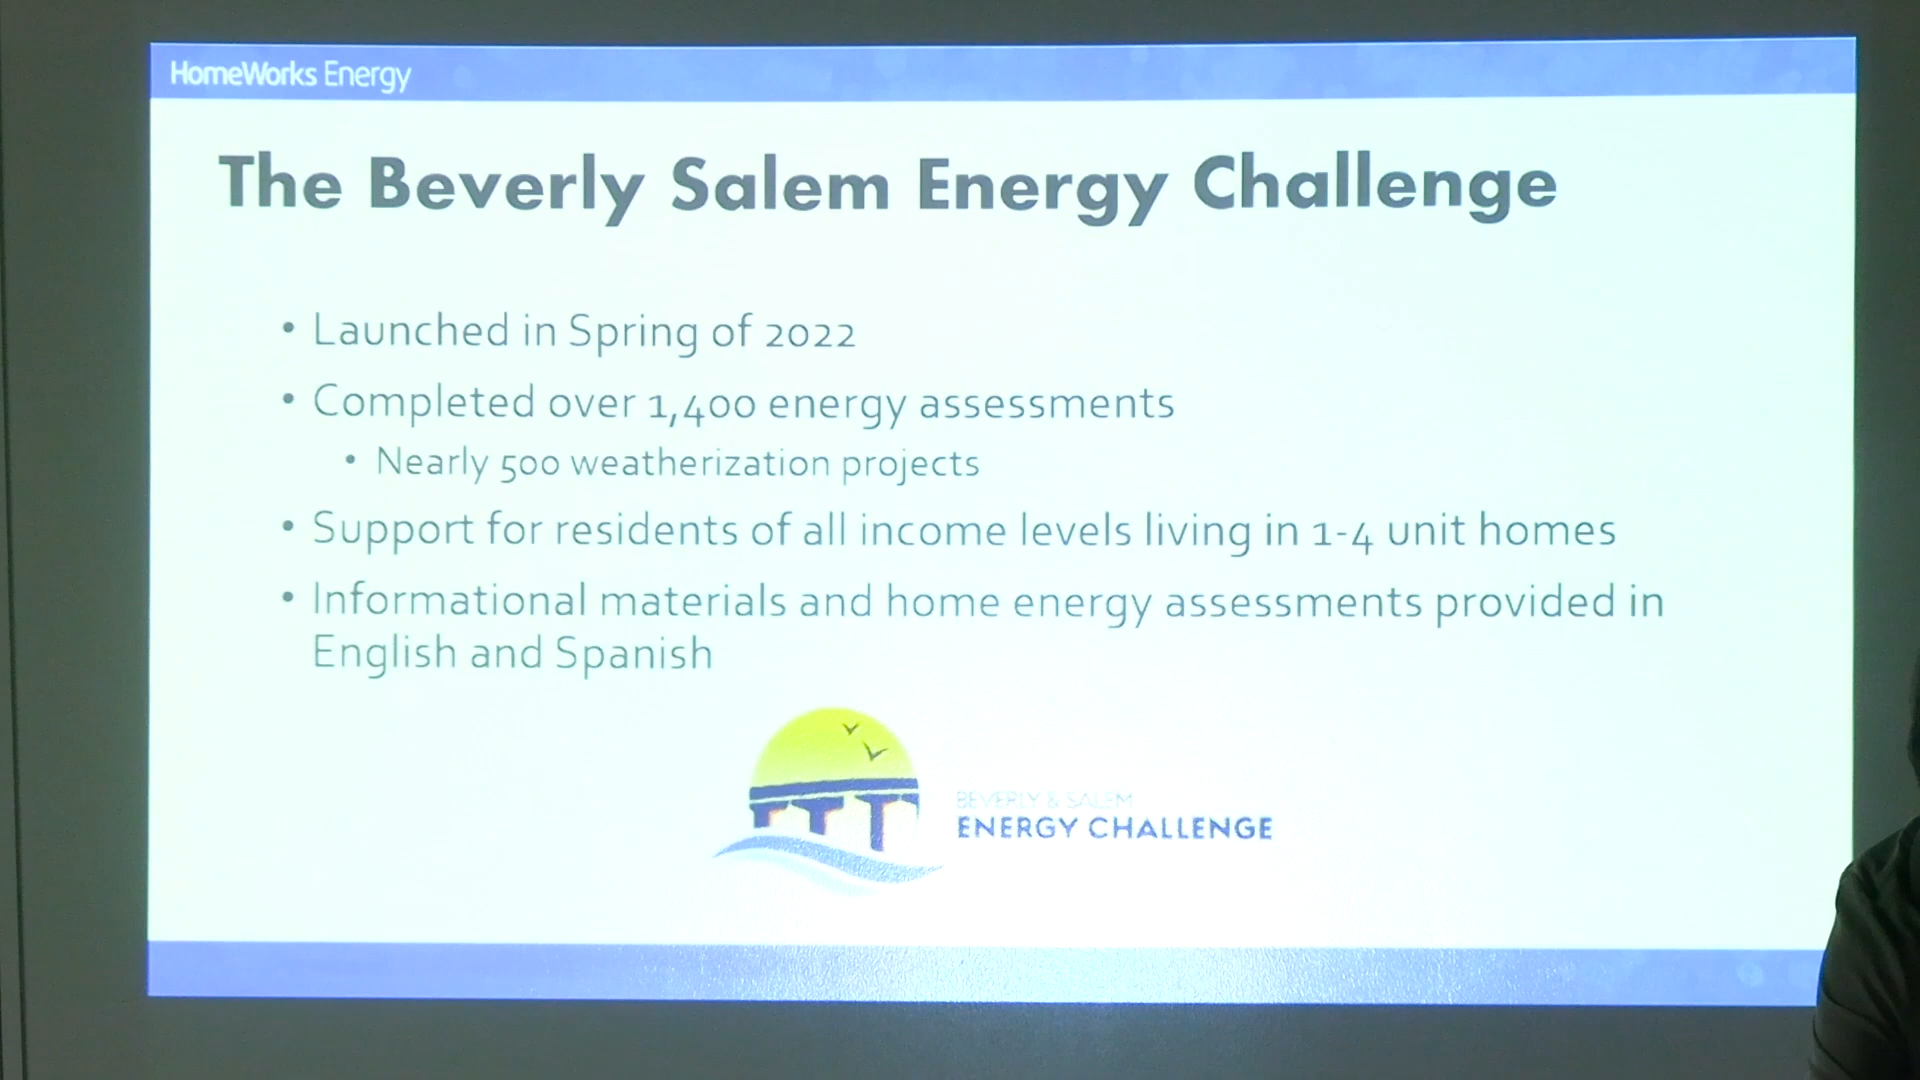 HomeWorks Energy
The Beverly Salem Energy Challenge
• Launched in Spring of 2022
• Completed over 1,400 energy assessments
• Nearly 500 weatherization projects
• Support for residents of all income levels living in 1-4 unit homes
• Informational materials and home energy assessments provided in
English and Spanish
BEVERLY & SALEM
ENERGY CHALLENGE